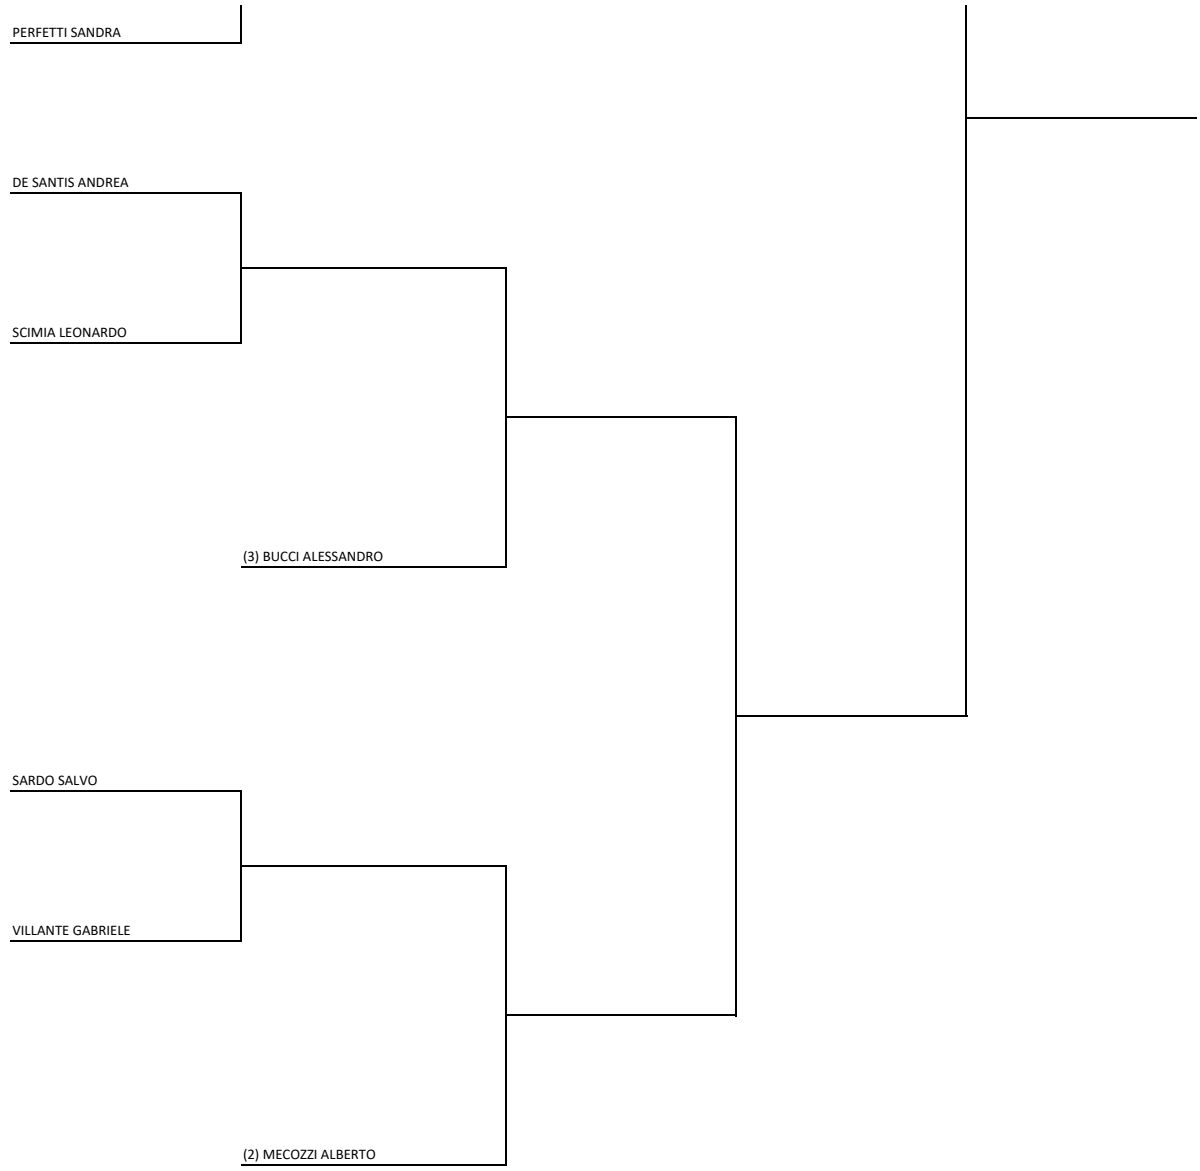 PERFETTI SANDRA
DE SANTIS ANDREA
SCIMIA LEONARDO
(3) BUCCI ALESSANDRO
SARDO SALVO
VILLANTE GABRIELE
(2) MECOZZI ALBERTO